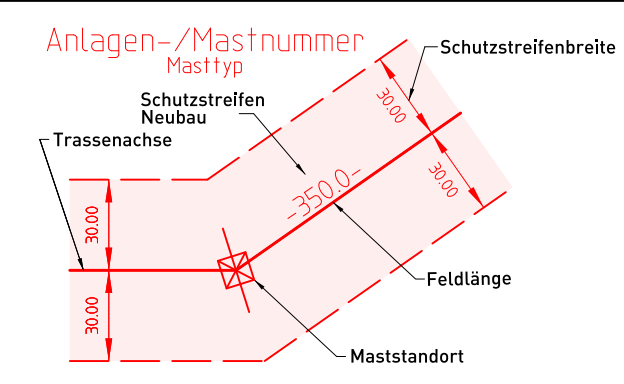 Anlagen-/Mastnummer
Masttyp
Schutzstreifenbreite
Schutzstreifen
Neubau
Trassenachse
30.00
30.00
-350.0-
30.00
30.00
Feldlänge
Maststandort